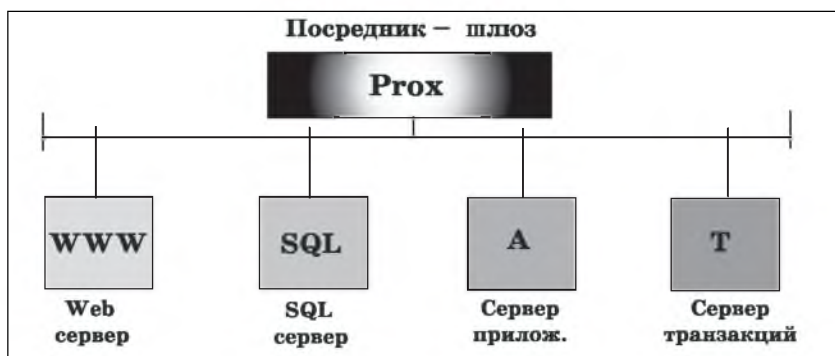 Посредник – шлюз
Prox
WWW
SQL
A
T
Web
сервер
SQL
сервер
Сервер
прилож.
Сервер
транзакций